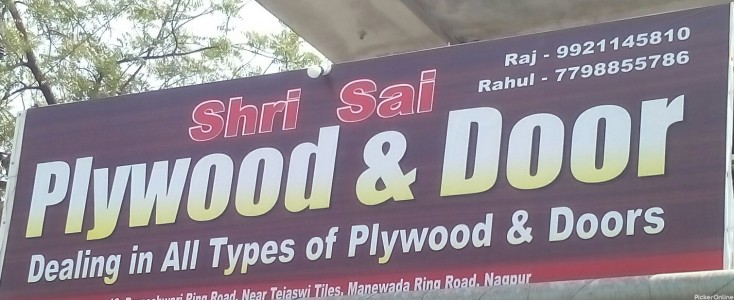 Raj - 9921145810
Rahul - 7798855786
Shri Sai
Plywood & Door
Dealing in All Types of Plywood & Doors
Ring Road, Near Tejaswi Tiles, Manewada Ring Road, Nagpur
PickerOnline